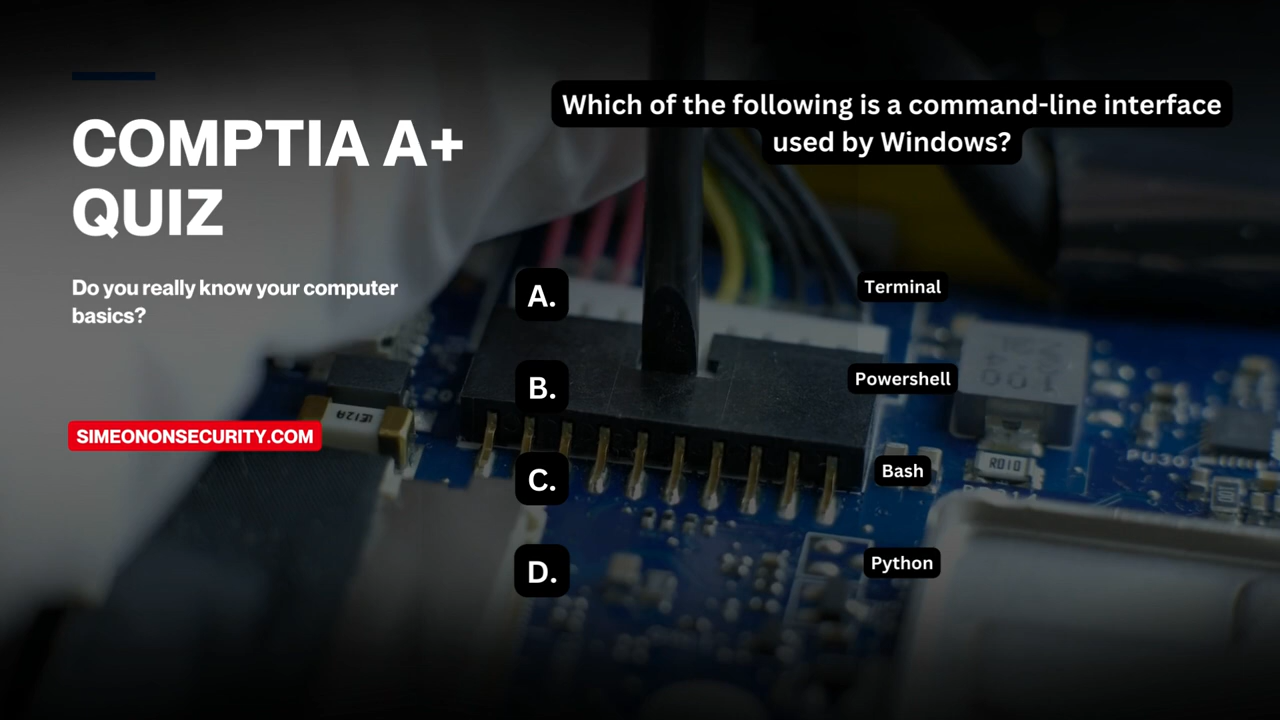 COMPTIA A+
QUIZ
Do you really know your computer
basics?
SIMEONONSECURITY.COM
Which of the following is a command-line interface
used by Windows?
A. Terminal
B. Powershell
C. Bash
D. Python
R010